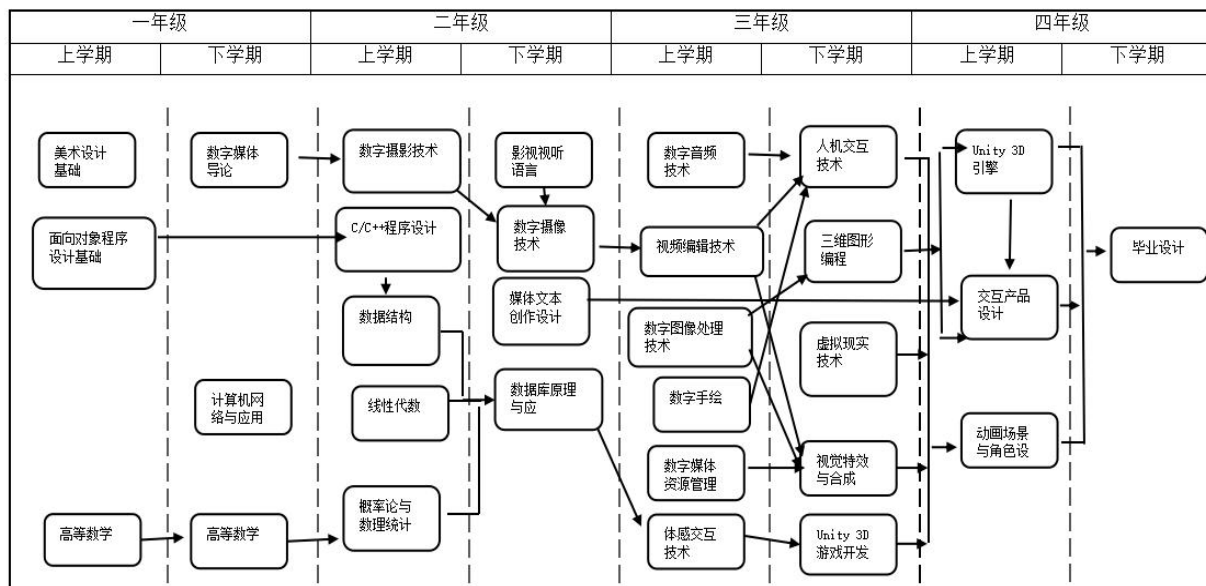 一年级 二年级 三年级 四年级
上学期 下学期 上学期 下学期 上学期 下学期 上学期 下学期
美术设计
基础
面向对象程序
设计基础
高等数学
数字媒体
导论
计算机网
络与应用
高等数学
数字摄影技术
C/C++程序设计
数据结构
线性代数
概率论与
数理统计
影视视听
语言
数字摄像
技术
媒体文本
创作设计
数据库原理
与应
数字音频
技术
视频编辑技术
数字图像处理
技术
数字手绘
数字媒体
资源管理
体感交互
技术
人机交互
技术
三维图形
编程
虚拟现实
技术
视觉特效
与合成
Unity 3D
游戏开发
Unity 3D
引擎
交互产品
设计
动画场景
与角色设
毕业设计